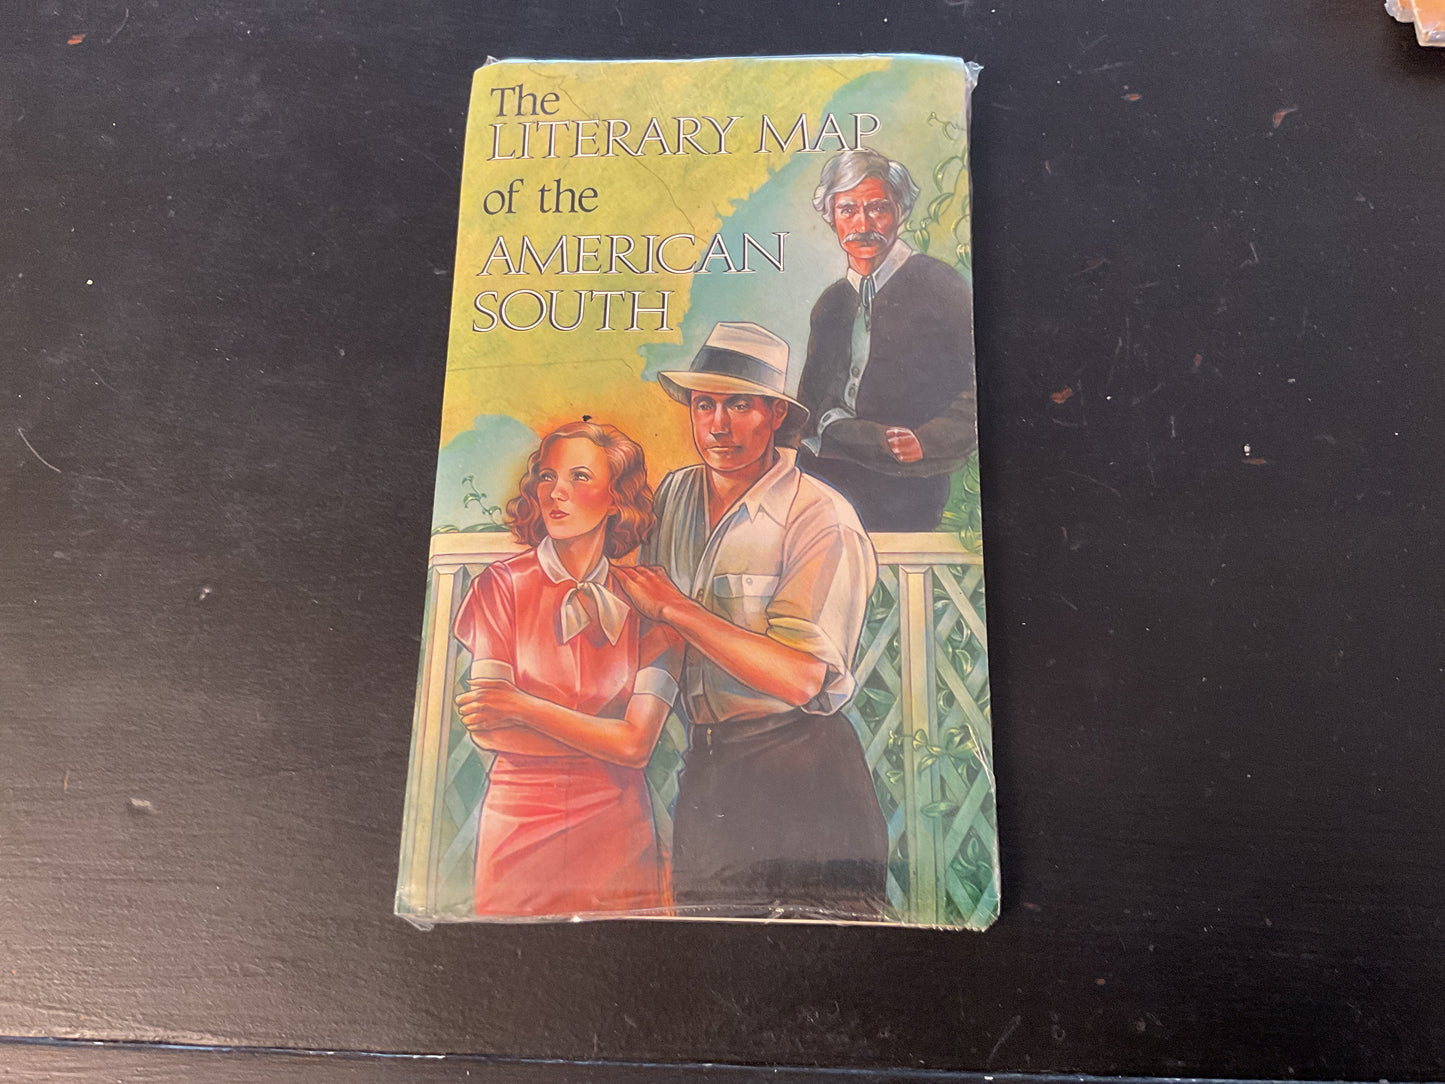 The
LITERARY MAP
of the
AMERICAN
SOUTH